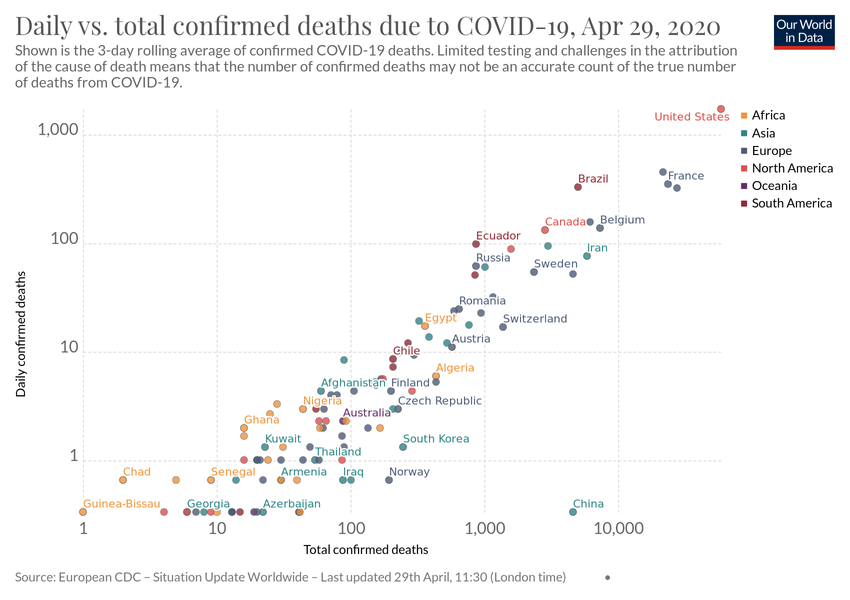 Daily vs. total confirmed deaths due to COVID-19, Apr 29, 2020
Our World
in Data
Shown is the 3-day rolling average of confirmed COVID-19 deaths. Limited testing and challenges in the attribution
of the cause of death means that the number of confirmed deaths may not be an accurate count of the true number
of deaths from COVID-19.
United States
Africa
Asia
Europe
North America
Oceania
South America
1,000
France
Brazil
Canada
Belgium
Ecuador
100
Iran
Russia
Sweden
Romania
Egypt
Switzerland
Austria
10
Chile
Algeria
Afghanistan
Finland
Nigeria
Czech Republic
Ghana
Australia
Kuwait
South Korea
Thailand
1
Chad
Senegal
Armenia
Iraq
Norway
Guinea-Bissau
Georgia
Azerbaijan
China
Daily confirmed deaths
1
10
100
1,000
10,000
Total confirmed deaths
Source: European CDC – Situation Update Worldwide – Last updated 29th April, 11:30 (London time)